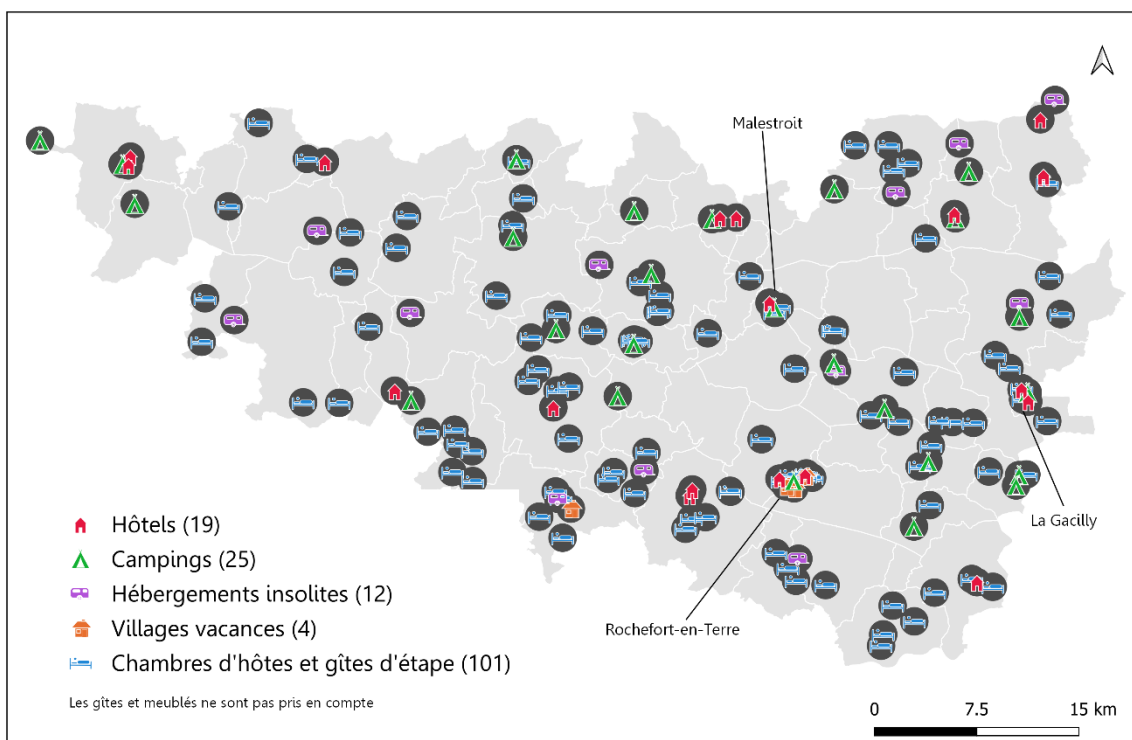 Malestroit
La Gacilly
Rochefort-en-Terre
Hôtels (19)
Campings (25)
Hébergements insolites (12)
Villages vacances (4)
Chambres d'hôtes et gîtes d'étape (101)
Les gîtes et meublés ne sont pas pris en compte
0 7.5 15 km